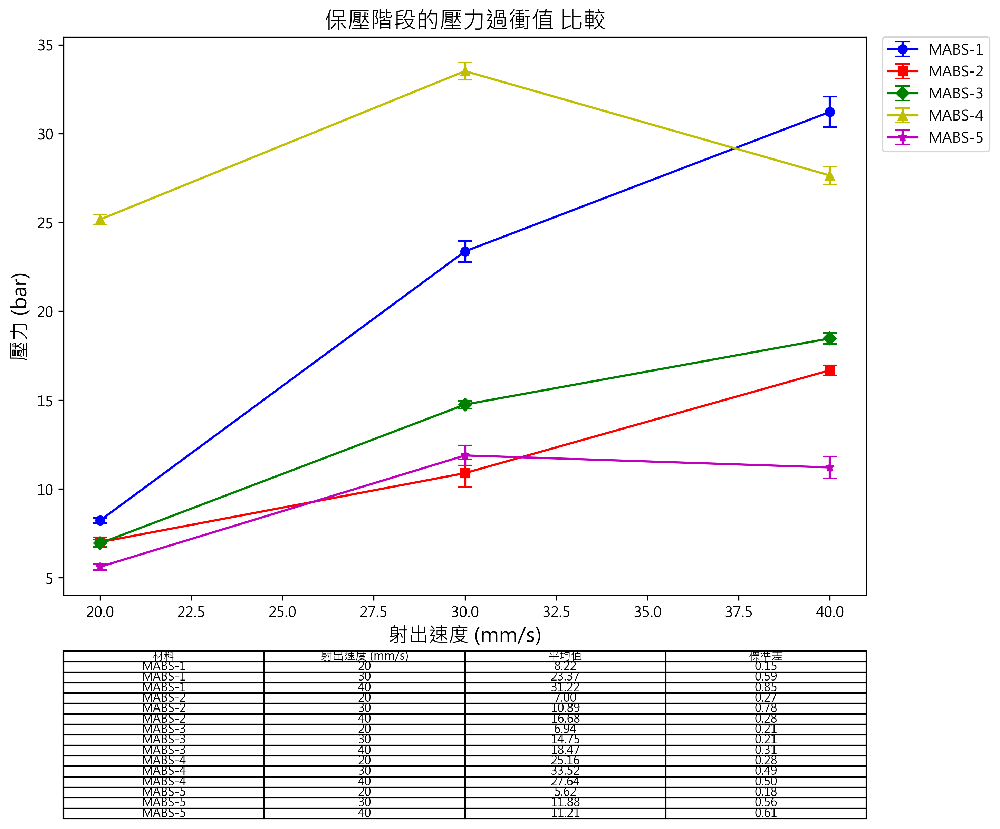 保壓階段的壓力過衝值 比較
35
30
25
20
15
10
5
壓力 (bar)
20.0 22.5 25.0 27.5 30.0 32.5 35.0 37.5 40.0
射出速度 (mm/s)
MABS-1
MABS-2
MABS-3
MABS-4
MABS-5
材料 射出速度 (mm/s) 平均值 標準差
MABS-1 20 8.22 0.15
MABS-1 30 23.37 0.59
MABS-1 40 31.22 0.85
MABS-2 20 7.00 0.27
MABS-2 30 10.89 0.78
MABS-2 40 16.68 0.28
MABS-3 20 6.94 0.21
MABS-3 30 14.75 0.21
MABS-3 40 18.47 0.31
MABS-4 20 25.16 0.28
MABS-4 30 33.52 0.49
MABS-4 40 27.64 0.50
MABS-5 20 5.62 0.18
MABS-5 30 11.88 0.56
MABS-5 40 11.21 0.61